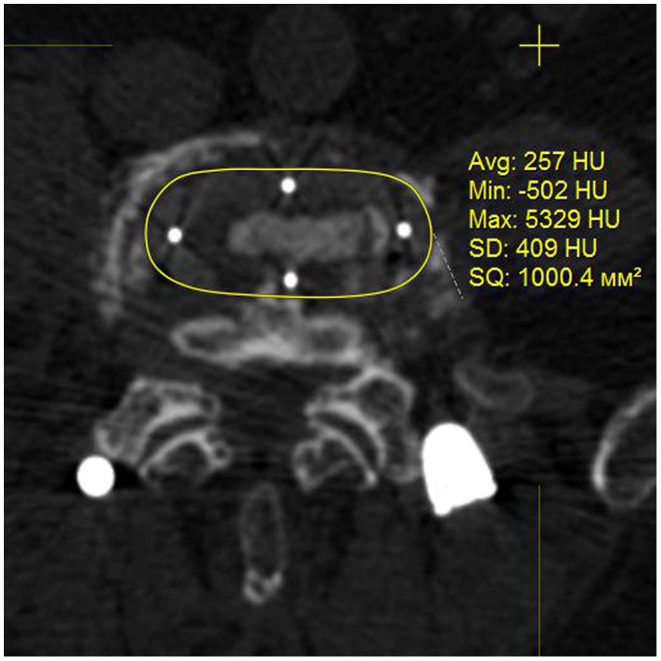 Avg: 257 HU
Min: -502 HU
Max: 5329 HU
SD: 409 HU
SQ: 1000.4 мм²